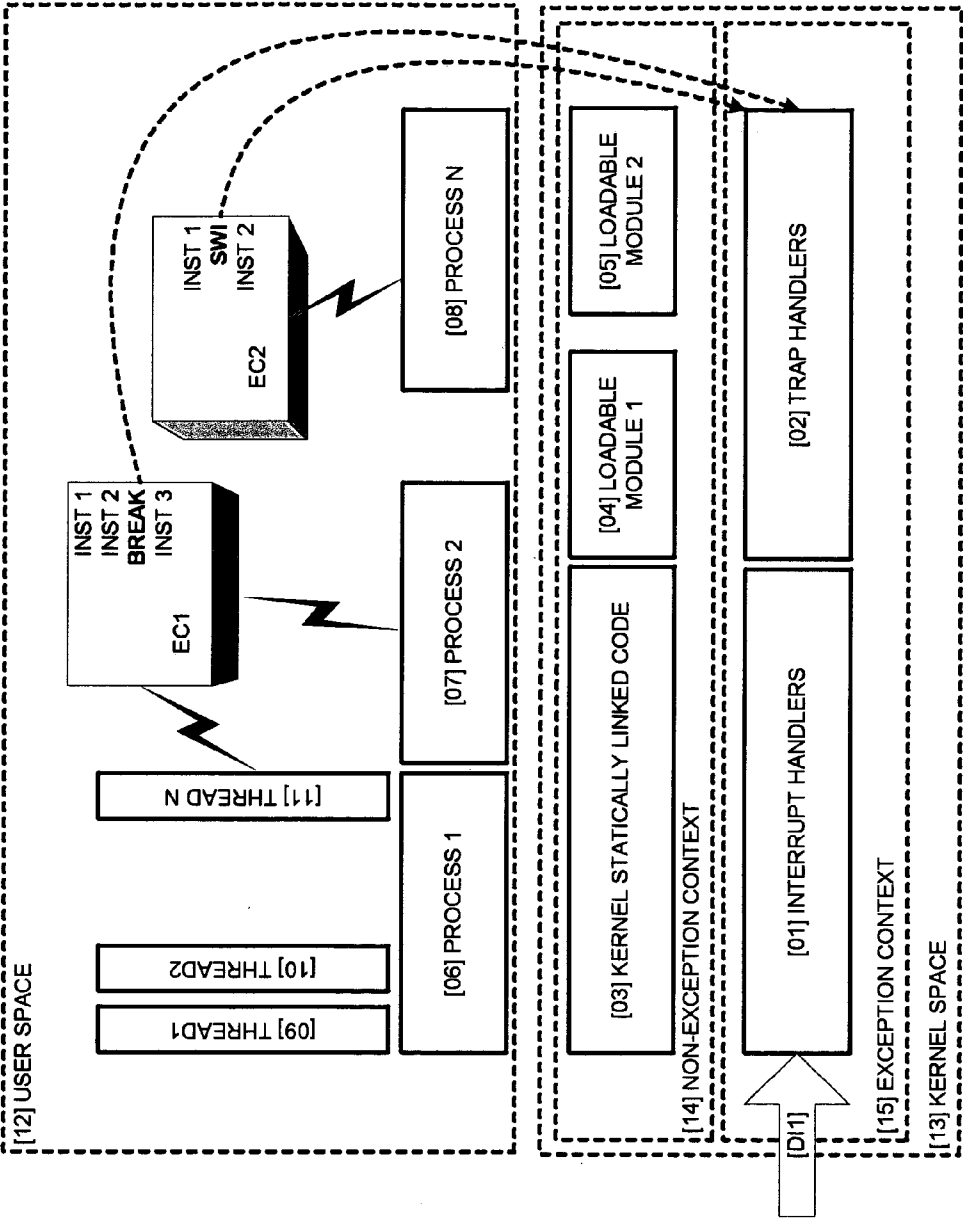 [12] USER SPACE
INST 1
INST 2
BREAK
INST 3
EC1
INST 1
SWI
INST 2
EC2
[09] THREAD1
[10] THREAD2
[11] THREAD N
[06] PROCESS 1
[07] PROCESS 2
[08] PROCESS N
[03] KERNEL STATICALLY LINKED CODE
[04] LOADABLE
MODULE 1
[05] LOADABLE
MODULE 2
[14] NON-EXCEPTION CONTEXT
[DI1]
[01] INTERRUPT HANDLERS
[02] TRAP HANDLERS
[15] EXCEPTION CONTEXT
[13] KERNEL SPACE